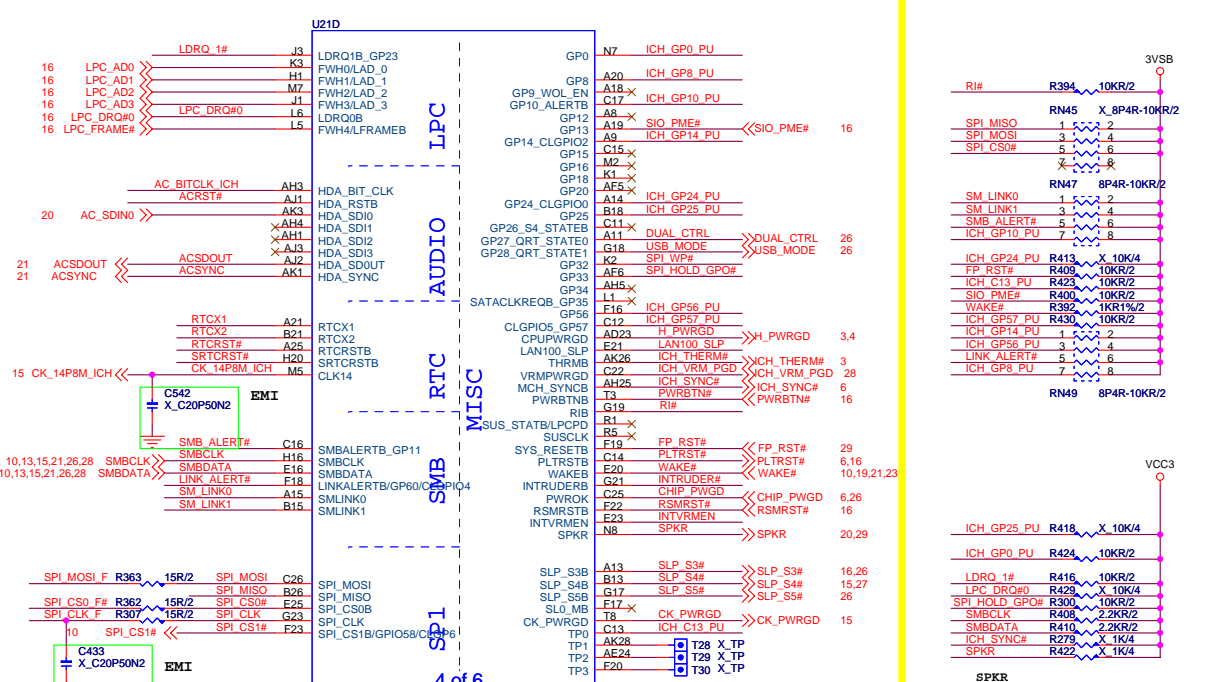 U21D
LDRQ_1# J3 LDRQ1B_GP23
16 LPC_AD0 K3 FWH0/LAD_0
16 LPC_AD1 H1 FWH1/LAD_1
16 LPC_AD2 M7 FWH2/LAD_2
16 LPC_AD3 J1 FWH3/LAD_3
16 LPC_DRQ#0 LPC_DRQ#0 L6 LDRQ0B
16 LPC_FRAME# L5 FWH4/LFRAMEB
LPC
AC_BITCLK_ICH AH3 HDA_BIT_CLK
ACRST# AJ1 HDA_RSTB
20 AC_SDIN0 AK3 HDA_SDI0
AH4 HDA_SDI1
AH1 HDA_SDI2
AJ3 HDA_SDI3
21 ACSDOUT ACSDOUT AJ2 HDA_SD0UT
21 ACSYNC ACSYNC AK1 HDA_SYNC
AUDIO
RTCX1 A21 RTCX1
RTCX2 B21 RTCX2
RTCRST# A25 RTCRSTB
SRTCRST# H20 SRTCRSTB
15 CK_14P8M_ICH CK_14P8M_ICH M5 CLK14
RTC
MISC
C542
X_C20P50N2
EMI
SMB_ALERT# C16 SMBALERTB_GP11
10,13,15,21,26,28 SMBCLK SMBCLK H16 SMBCLK
10,13,15,21,26,28 SMBDATA SMBDATA E16 SMBDATA
LINK_ALERT# F18 LINKALERTB/GP60/CLGPIO4
SM_LINK0 A15 SMLINK0
SM_LINK1 B15 SMLINK1
SMB
SPI_MOSI_F R363 15R/2 SPI_MOSI C26 SPI_MOSI
SPI_MISO B26 SPI_MISO
SPI_CS0_F# R362 15R/2 SPI_CS0# E25 SPI_CS0B
SPI_CLK_F R307 15R/2 SPI_CLK G23 SPI_CLK
10 SPI_CS1# SPI_CS1# F23 SPI_CS1B/GPIO58/CLGP6
SP1
C433
X_C20P50N2
EMI
4 of 6
GP0 N7 ICH_GP0_PU
GP8 A20 ICH_GP8_PU
GP9_WOL_EN A18
GP10_ALERTB C17 ICH_GP10_PU
GP12 A8
GP13 A19 SIO_PME# SIO_PME# 16
GP14_CLGPIO2 A9 ICH_GP14_PU
GP15 C15
GP16 M2
GP18 K1
GP20 AF5
GP24_CLGPIO0 A14 ICH_GP24_PU
GP25 B18 ICH_GP25_PU
GP26_S4_STATEB C11
GP27_QRT_STATE0 A11 DUAL_CTRL DUAL_CTRL 26
GP28_QRT_STATE1 G18 USB_MODE USB_MODE 26
GP32 K2 SPI_WP#
GP33 AF6 SPI_HOLD_GPO#
GP34 AH5
SATACLKREQB_GP35 L1
GP56 F16 ICH_GP56_PU
CLGPIO5_GP57 C12 ICH_GP57_PU
CPUPWRGD AD23 H_PWRGD H_PWRGD 3,4
LAN100_SLP E21 LAN100_SLP
THRMB AK26 ICH_THERM# ICH_THERM# 3
VRMPWRGD C22 ICH_VRM_PGD ICH_VRM_PGD 28
MCH_SYNCB AH25 ICH_SYNC# ICH_SYNC# 6
PWRBTNB T3 PWRBTN# PWRBTN# 16
RIB G19 RI#
SUS_STATB/LPCPD R1
SUSCLK R5
SYS_RESETB F19 FP_RST# FP_RST# 29
PLTRSTB C14 PLTRST# PLTRST# 6,16
WAKEB E20 WAKE# WAKE# 10,19,21,23
INTRUDERB G21 INTRUDER#
PWROK C25 CHIP_PWGD CHIP_PWGD 6,26
RSMRSTB F22 RSMRST# RSMRST# 16
INTVRMEN E23 INTVRMEN
SPKR N8 SPKR SPKR 20,29
SLP_S3B A13 SLP_S3# SLP_S3# 16,26
SLP_S4B B13 SLP_S4# SLP_S4# 15,27
SLP_S5B G17 SLP_S5# SLP_S5# 26
SL0_MB F17
CK_PWRGD T8 CK_PWRGD CK_PWRGD 15
TP0 C13 ICH_C13_PU
TP1 AK28 T28 X_TP
TP2 AE24 T29 X_TP
TP3 F20 T30 X_TP
3VSB
RI# R394 10KR/2
RN45 X_8P4R-10KR/2
SPI_MISO 1 2
SPI_MOSI 3 4
SPI_CS0# 5 6
7 8
RN47 8P4R-10KR/2
SM_LINK0 1 2
SM_LINK1 3 4
SMB_ALERT# 5 6
ICH_GP10_PU 7 8
ICH_GP24_PU R413 X_10K/4
FP_RST# R409 10KR/2
ICH_C13_PU R423 10KR/2
SIO_PME# R400 10KR/2
WAKE# R392 1KR1%/2
ICH_GP57_PU R430 10KR/2
ICH_GP14_PU 1 2
ICH_GP56_PU 3 4
LINK_ALERT# 5 6
ICH_GP8_PU 7 8
RN49 8P4R-10KR/2
VCC3
ICH_GP25_PU R418 X_10K/4
ICH_GP0_PU R424 10KR/2
LDRQ_1# R416 10KR/2
LPC_DRQ#0 R429 X_10K/4
SPI_HOLD_GPO# R300 10KR/2
SMBCLK R408 2.2KR/2
SMBDATA R410 2.2KR/2
ICH_SYNC# R279 X_1K/4
SPKR R422 X_1K/4
SPKR